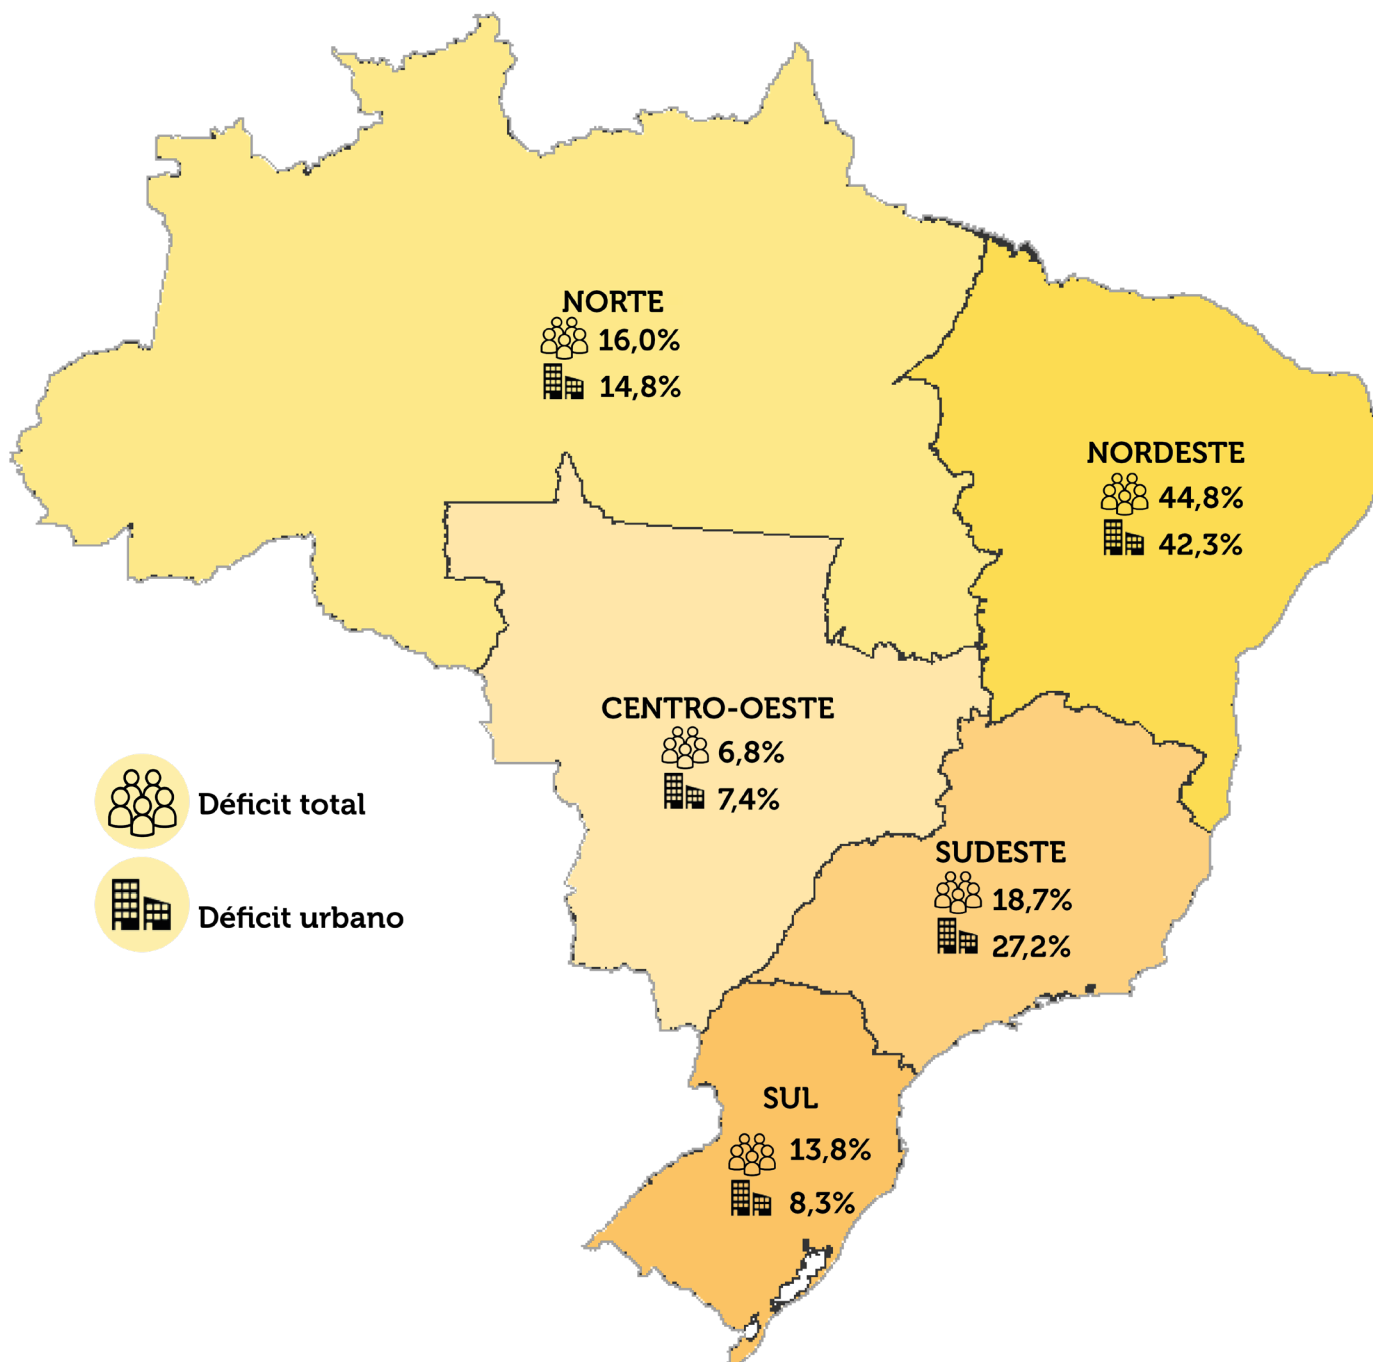 NORTE
16,0%
14,8%
NORDESTE
44,8%
42,3%
CENTRO-OESTE
6,8%
7,4%
Déficit total
Déficit urbano
SUDESTE
18,7%
27,2%
SUL
13,8%
8,3%